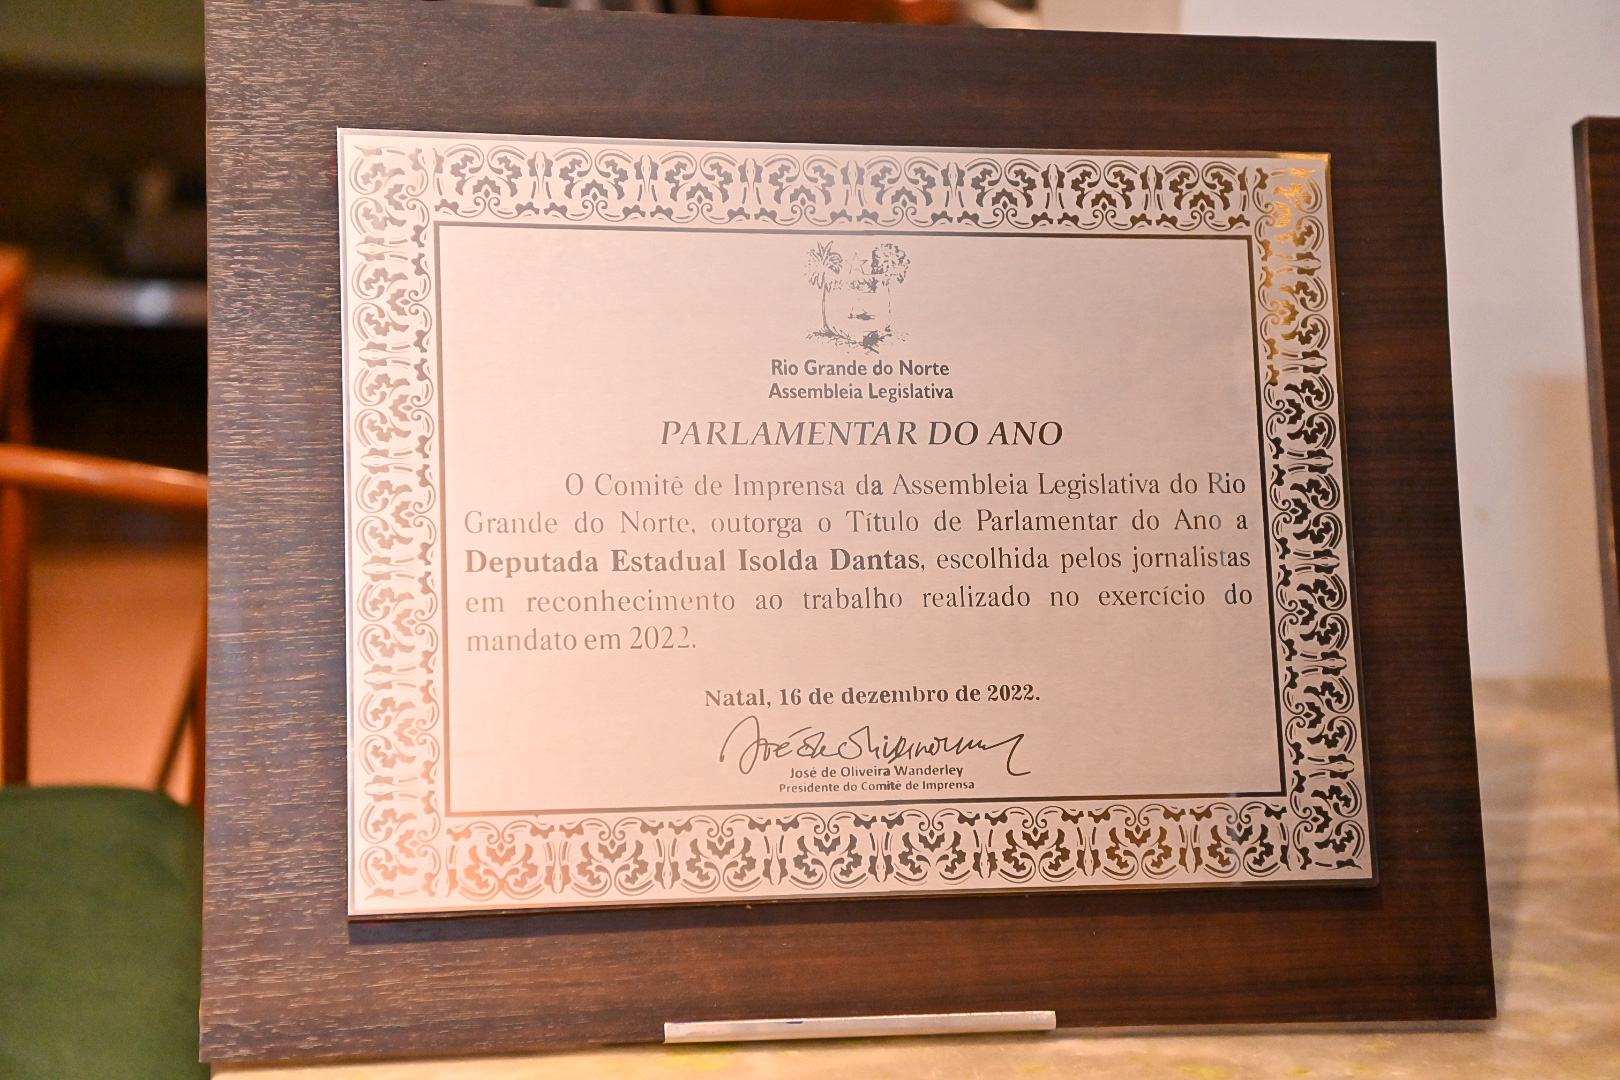 Rio Grande do Norte
Assembleia Legislativa
PARLAMENTAR DO ANO
O Comitê de Imprensa da Assembleia Legislativa do Rio
Grande do Norte, outorga o Título de Parlamentar do Ano a
Deputada Estadual Isolda Dantas, escolhida pelos jornalistas
em reconhecimento ao trabalho realizado no exercício do
mandato em 2022.
Natal, 16 de dezembro de 2022.
José de Oliveira Wanderley
Presidente do Comitê de Imprensa